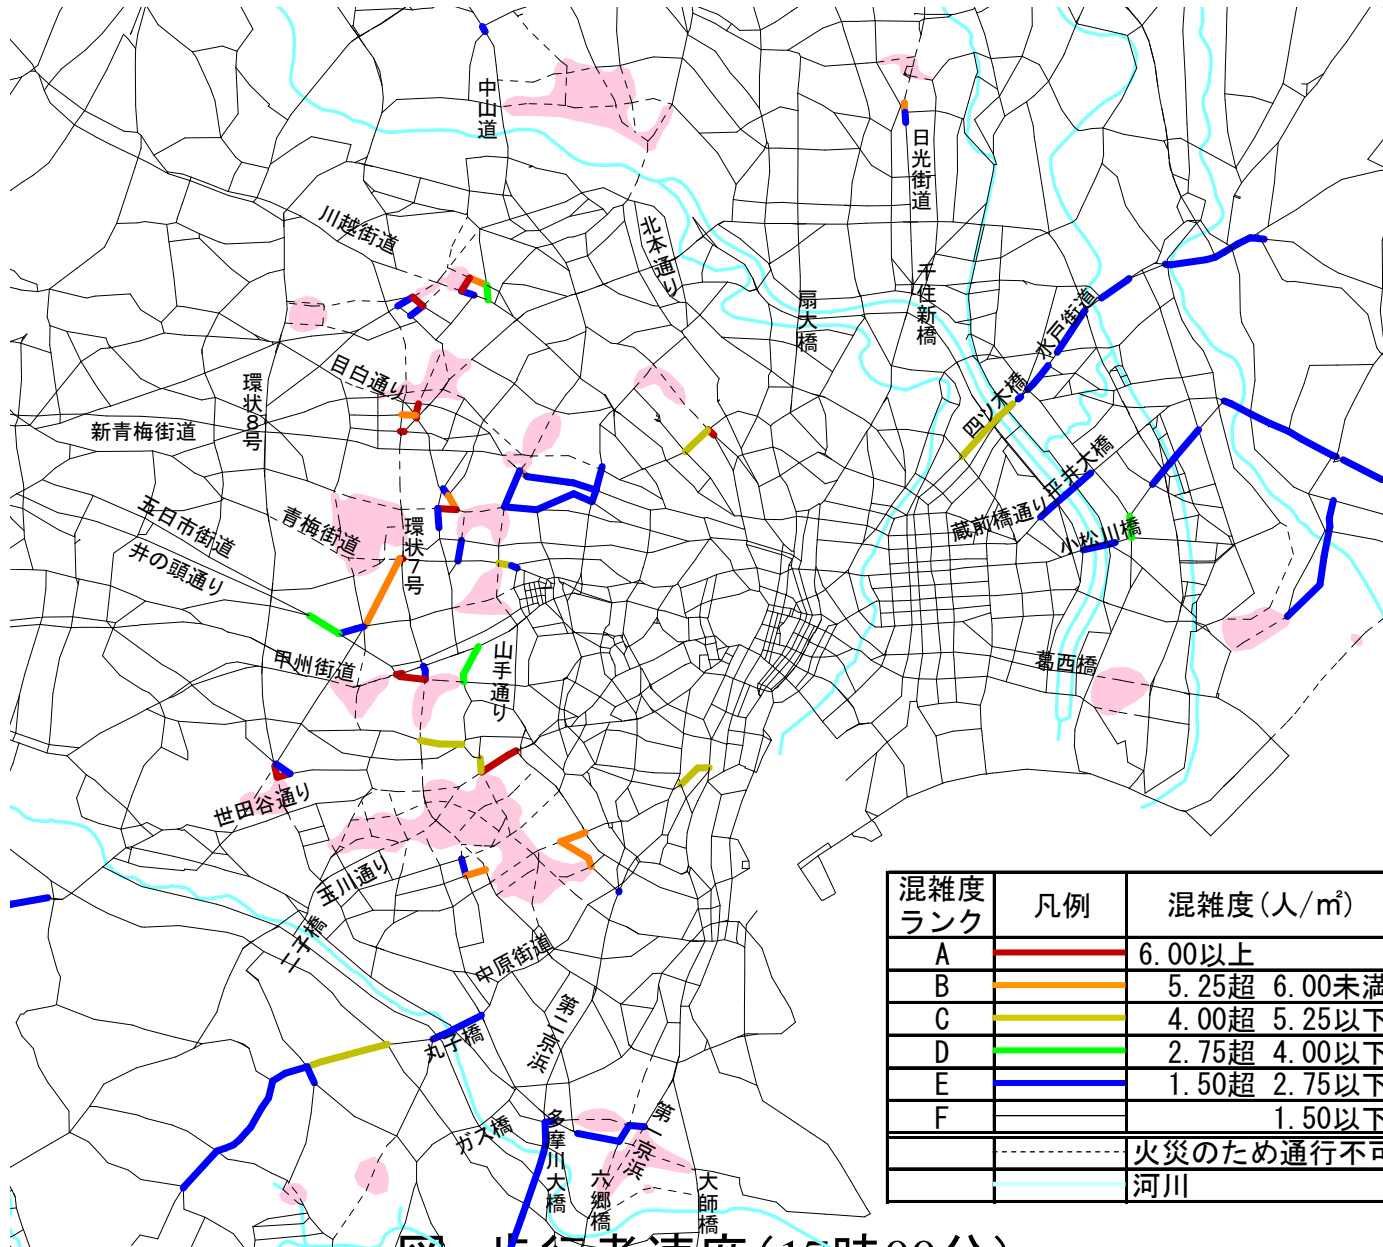 中山道
日光街道
川越街道
北本通り
扇大橋
千住新橋
水戸街道
目白通り
環状8号
新青梅街道
四ツ木橋
平井大橋
五日市街道
青梅街道
環状7号
蔵前橋通り
小松川橋
井の頭通り
甲州街道
山手通り
葛西橋
世田谷通り
玉川通り
二子橋
中原街道
丸子橋
第二京浜
ガス橋
多摩川大橋
六郷橋
第一京浜
大師橋
混雑度ランク 凡例 混雑度(人/㎡)
A 6.00以上
B 5.25超 6.00未満
C 4.00超 5.25以下
D 2.75超 4.00以下
E 1.50超 2.75以下
F 1.50以下
火災のため通行不可
河川